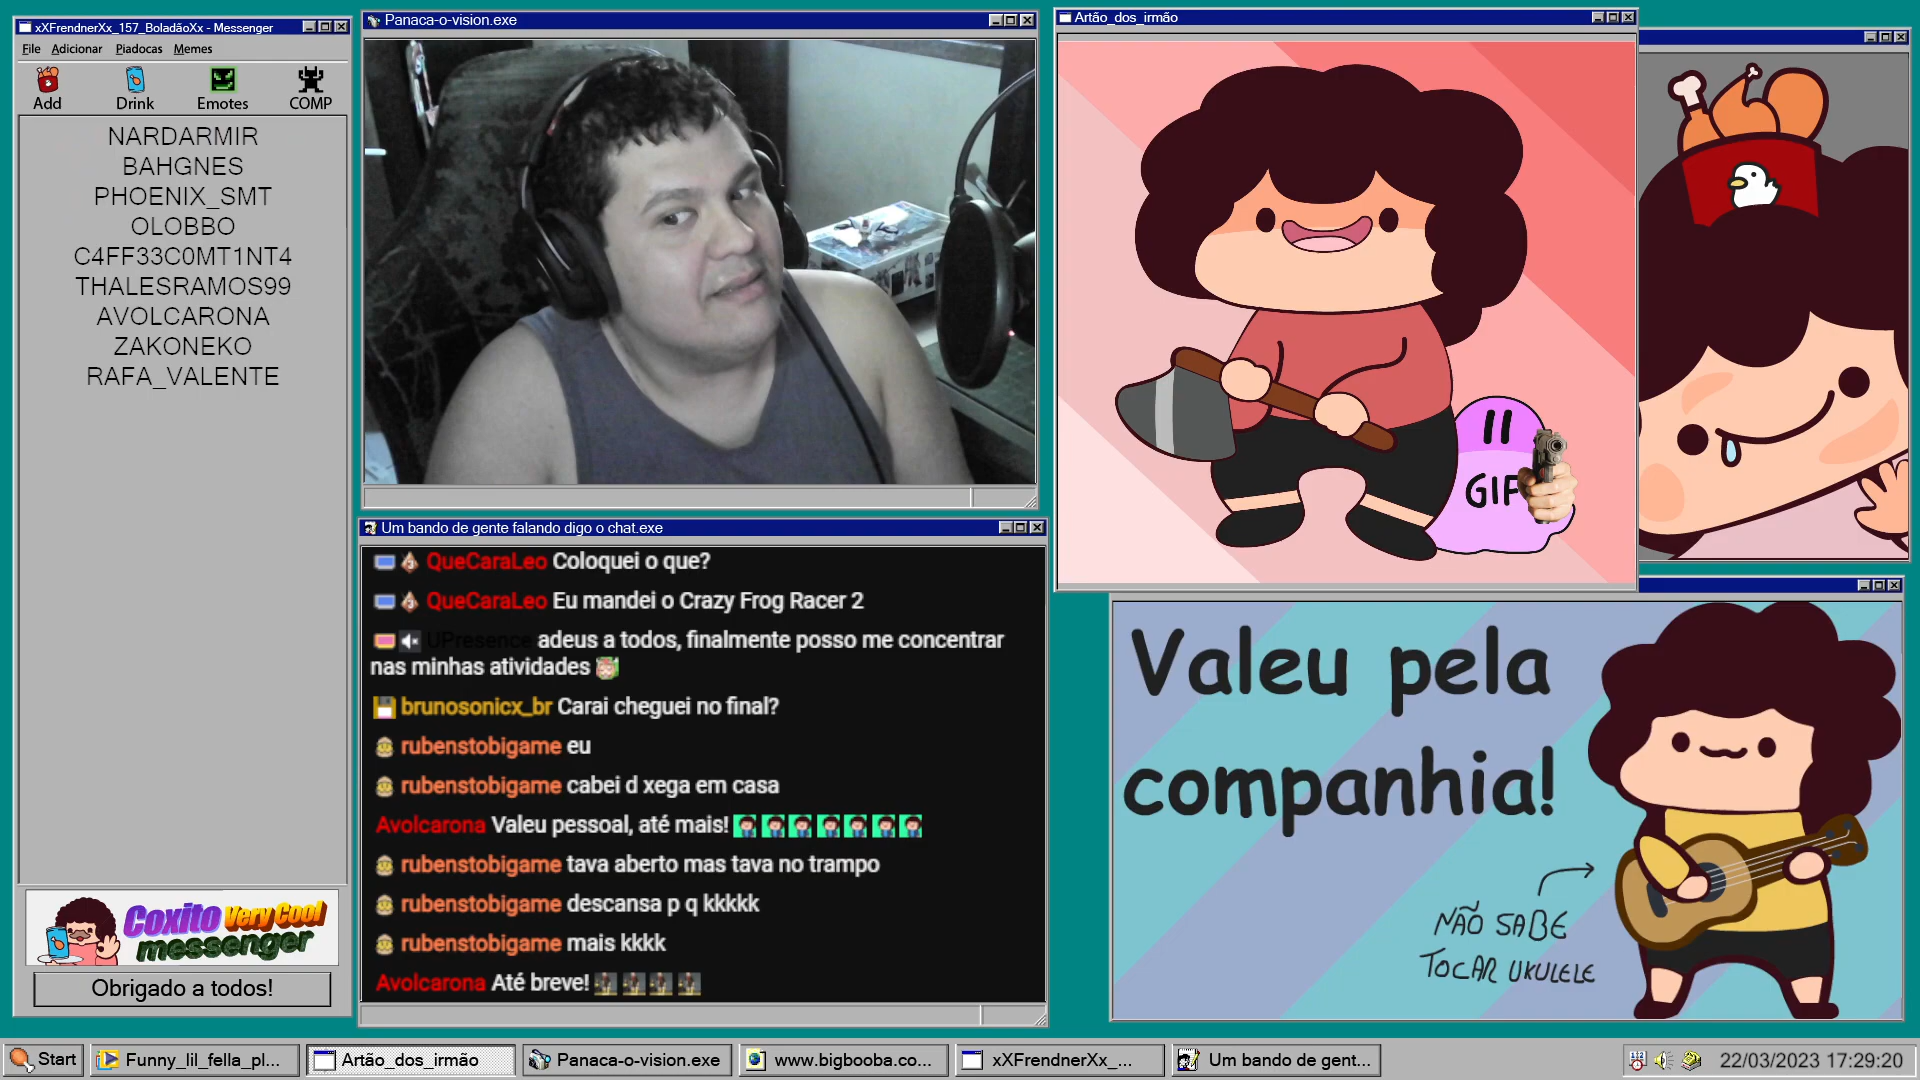 xXFrendnerXx_157_BoladãoXx - Messenger
File Adicionar Piadocas Memes
Add Drink Emotes COMP
NARDARMIR
BAHGNES
PHOENIX_SMT
OLOBBO
C4FF33C0MT1NT4
THALESRAMOS99
AVOLCARONA
ZAKONEKO
RAFA_VALENTE
Coxito Very Cool
messenger
Obrigado a todos!
Panaca-o-vision.exe
Um bando de gente falando digo o chat.exe
QueCaraLeo Coloquei o que?
QueCaraLeo Eu mandei o Crazy Frog Racer 2
UPresence adeus a todos, finalmente posso me concentrar
nas minhas atividades
brunosonicx_br Carai cheguei no final?
rubenstobigame eu
rubenstobigame cabei d xega em casa
Avolcarona Valeu pessoal, até mais!
rubenstobigame tava aberto mas tava no trampo
rubenstobigame descansa p q kkkkk
rubenstobigame mais kkkk
Avolcarona Até breve!
Artão_dos_irmão
GIF
Valeu pela
companhia!
NÃO SABE
TOCAR UKULELE
Start
Funny_lil_fella_pl...
Artão_dos_irmão
Panaca-o-vision.exe
www.bigbooba.co...
xXFrendnerXx_...
Um bando de gent...
22/03/2023 17:29:20